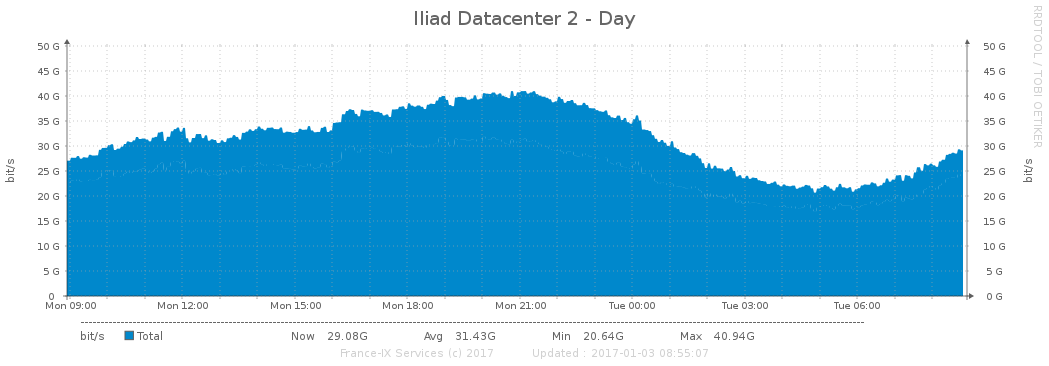 Iliad Datacenter 2 - Day
RRDTOOL / TOBI OETIKER
50 G 50 G
45 G 45 G
40 G 40 G
35 G 35 G
30 G 30 G
25 G 25 G
20 G 20 G
15 G 15 G
10 G 10 G
5 G 5 G
0 0 G
bit/s bit/s
Mon 09:00 Mon 12:00 Mon 15:00 Mon 18:00 Mon 21:00 Tue 00:00 Tue 03:00 Tue 06:00
bit/s Total Now 29.08G Avg 31.43G Min 20.64G Max 40.94G
France-IX Services (c) 2017 Updated : 2017-01-03 08:55:07